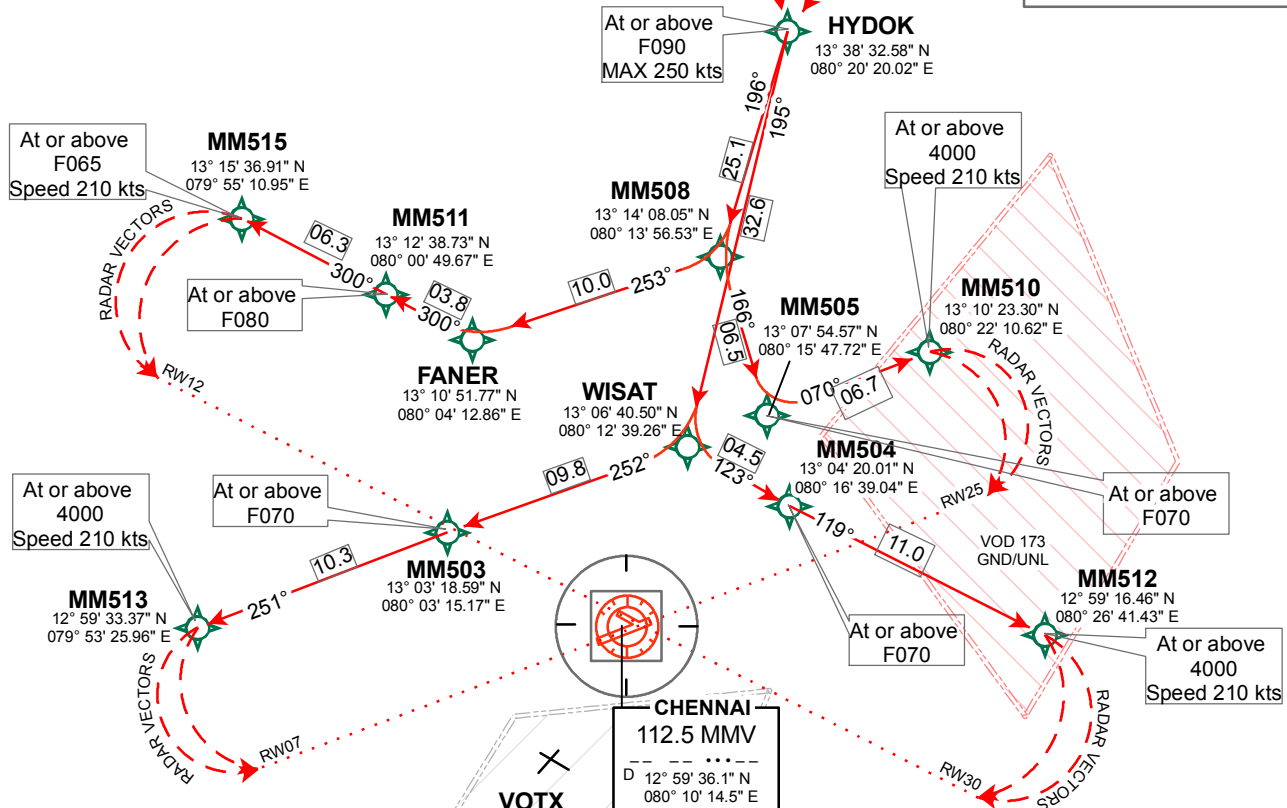 At or above
F090
MAX 250 kts
HYDOK
13° 38' 32.58" N
080° 20' 20.02" E
196°
195°
25.1
32.6
At or above
F065
Speed 210 kts
MM515
13° 15' 36.91" N
079° 55' 10.95" E
RADAR VECTORS
06.3
300°
MM511
13° 12' 38.73" N
080° 00' 49.67" E
At or above
F080
03.8
300°
FANER
13° 10' 51.77" N
080° 04' 12.86" E
10.0
253°
MM508
13° 14' 08.05" N
080° 13' 56.53" E
At or above
4000
Speed 210 kts
166°
06.5
MM505
13° 07' 54.57" N
080° 15' 47.72" E
070°
06.7
MM510
13° 10' 23.30" N
080° 22' 10.62" E
RADAR VECTORS
RW12
RW25
WISAT
13° 06' 40.50" N
080° 12' 39.26" E
09.8
252°
04.5
123°
MM504
13° 04' 20.01" N
080° 16' 39.04" E
At or above
F070
At or above
4000
Speed 210 kts
At or above
F070
10.3
251°
MM503
13° 03' 18.59" N
080° 03' 15.17" E
MM513
12° 59' 33.37" N
079° 53' 25.96" E
119°
11.0
VOD 173
GND/UNL
MM512
12° 59' 16.46" N
080° 26' 41.43" E
At or above
F070
At or above
4000
Speed 210 kts
RADAR VECTORS
RW07
RADAR VECTORS
RW30
CHENNAI
112.5 MMV
D
12° 59' 36.1" N
080° 10' 14.5" E
VOTX